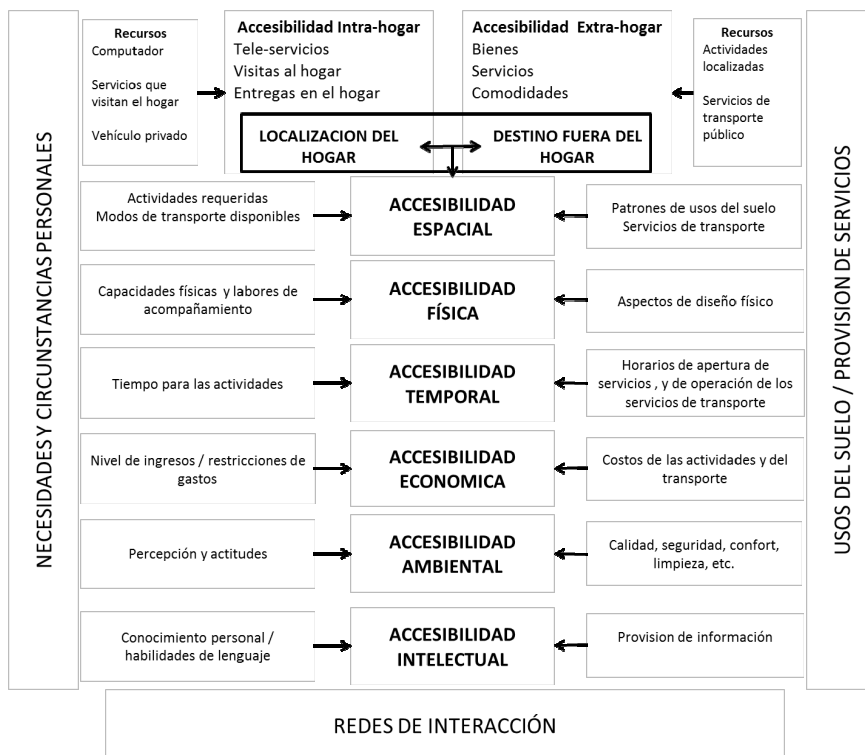 NECESIDADES Y CIRCUNSTANCIAS PERSONALES
Recursos
Computador
Servicios que
visitan el hogar
Vehículo privado
Accesibilidad Intra-hogar
Tele-servicios
Visitas al hogar
Entregas en el hogar
Accesibilidad Extra-hogar
Bienes
Servicios
Comodidades
Recursos
Actividades
localizadas
Servicios de
transporte
público
LOCALIZACION DEL
HOGAR
DESTINO FUERA DEL
HOGAR
Actividades requeridas
Modos de transporte disponibles
ACCESIBILIDAD
ESPACIAL
Patrones de usos del suelo
Servicios de transporte
Capacidades físicas y labores de
acompañamiento
ACCESIBILIDAD
FÍSICA
Aspectos de diseño físico
Tiempo para las actividades
ACCESIBILIDAD
TEMPORAL
Horarios de apertura de
servicios , y de operación de los
servicios de transporte
Nivel de ingresos / restricciones de
gastos
ACCESIBILIDAD
ECONOMICA
Costos de las actividades y del
transporte
Percepción y actitudes
ACCESIBILIDAD
AMBIENTAL
Calidad, seguridad, confort,
limpieza, etc.
Conocimiento personal /
habilidades de lenguaje
ACCESIBILIDAD
INTELECTUAL
Provision de información
USOS DEL SUELO / PROVISION DE SERVICIOS
REDES DE INTERACCIÓN